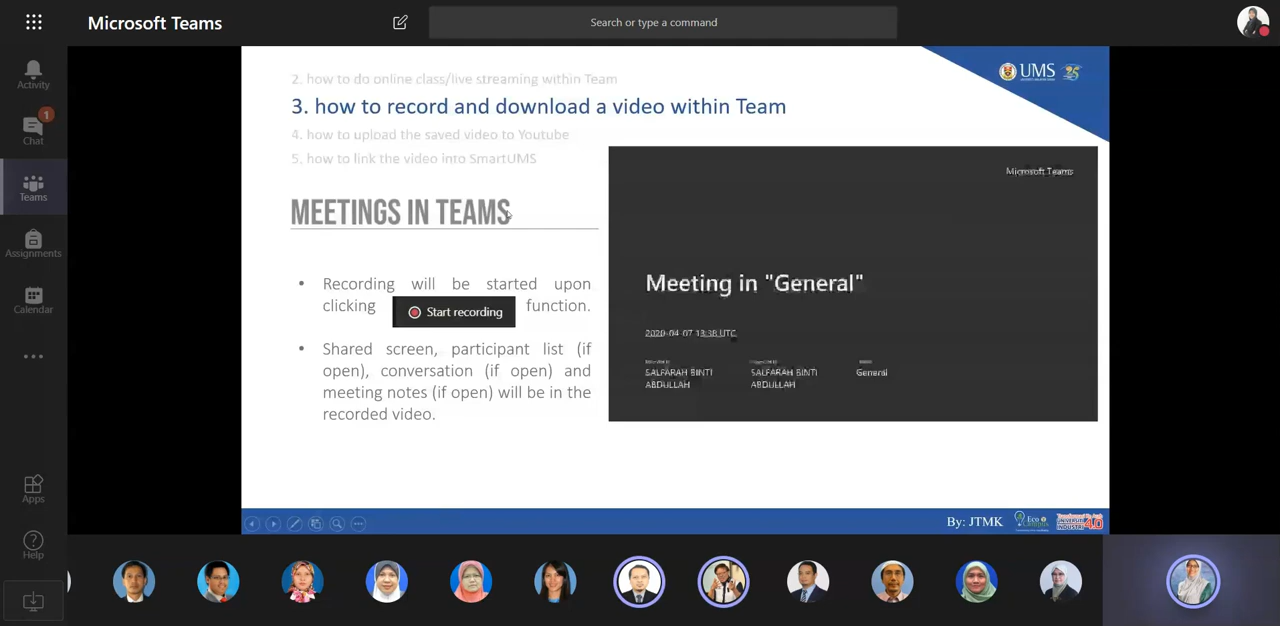 Microsoft Teams
Search or type a command
Activity
1
Chat
Teams
Assignments
Calendar
Apps
Help
2. how to do online class/live streaming within Team
3. how to record and download a video within Team
4. how to upload the saved video to Youtube
5. how to link the video into SmartUMS
UMS
MEETINGS IN TEAMS
• Recording will be started upon
clicking Start recording function.
• Shared screen, participant list (if
open), conversation (if open) and
meeting notes (if open) will be in the
recorded video.
Microsoft Teams
Meeting in "General"
2020-04-07 13:38 UTC
SALFARAH BINTI
ABDULLAH
SALFARAH BINTI
ABDULLAH
General
By: JTMK
Eco
Campus
4.0